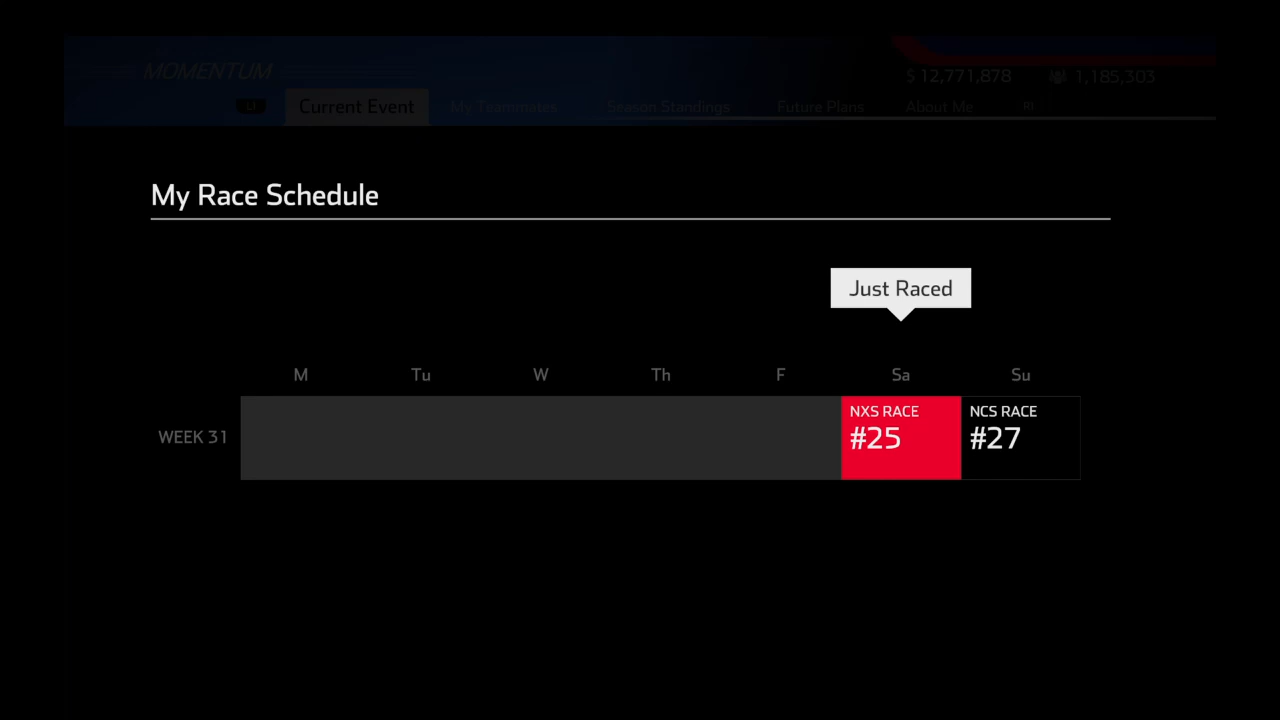 MOMENTUM
$ 12,771,878 1,185,303
Current Event My Teammates Season Standings Future Plans About Me
My Race Schedule
Just Raced
M Tu W Th F Sa Su
WEEK 31
NXS RACE NCS RACE
#25 #27